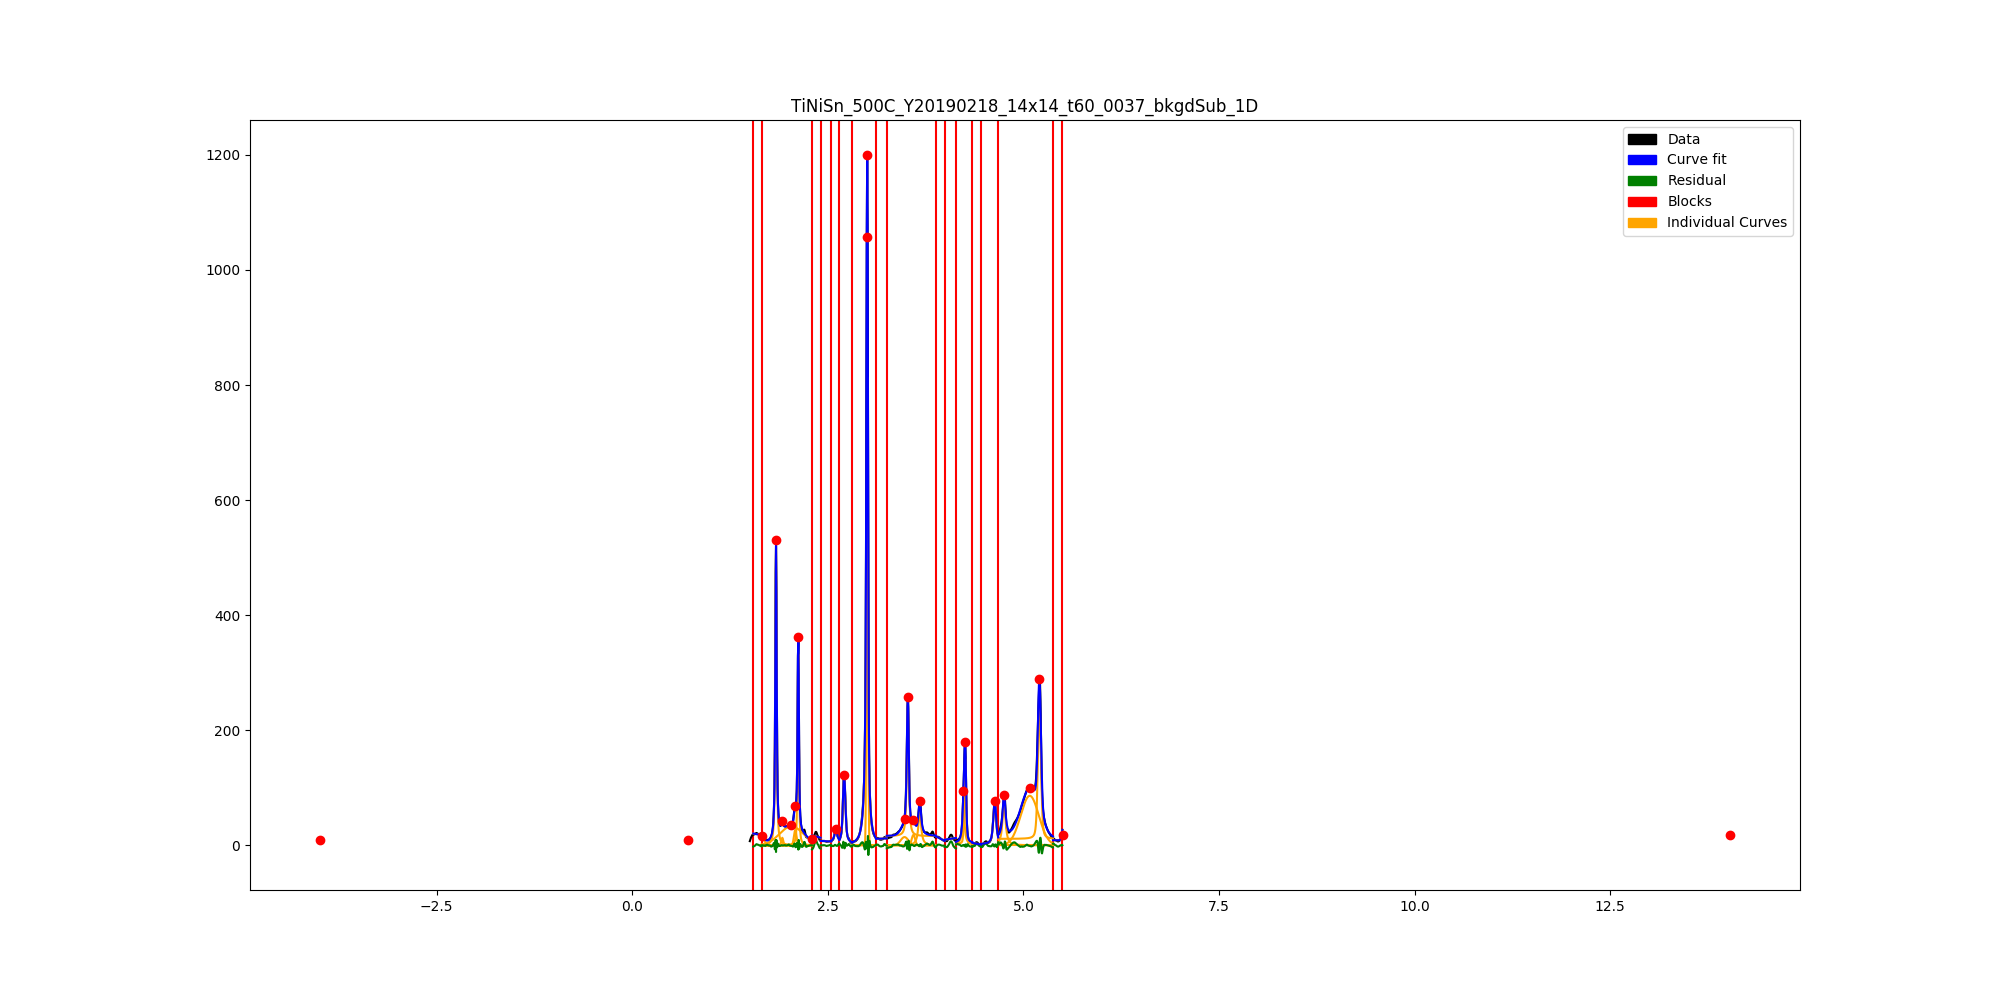 TiNiSn_500C_Y20190218_14x14_t60_0037_bkgdSub_1D
Data
Curve fit
Residual
Blocks
Individual Curves
1200
1000
800
600
400
200
0
−2.5 0.0 2.5 5.0 7.5 10.0 12.5